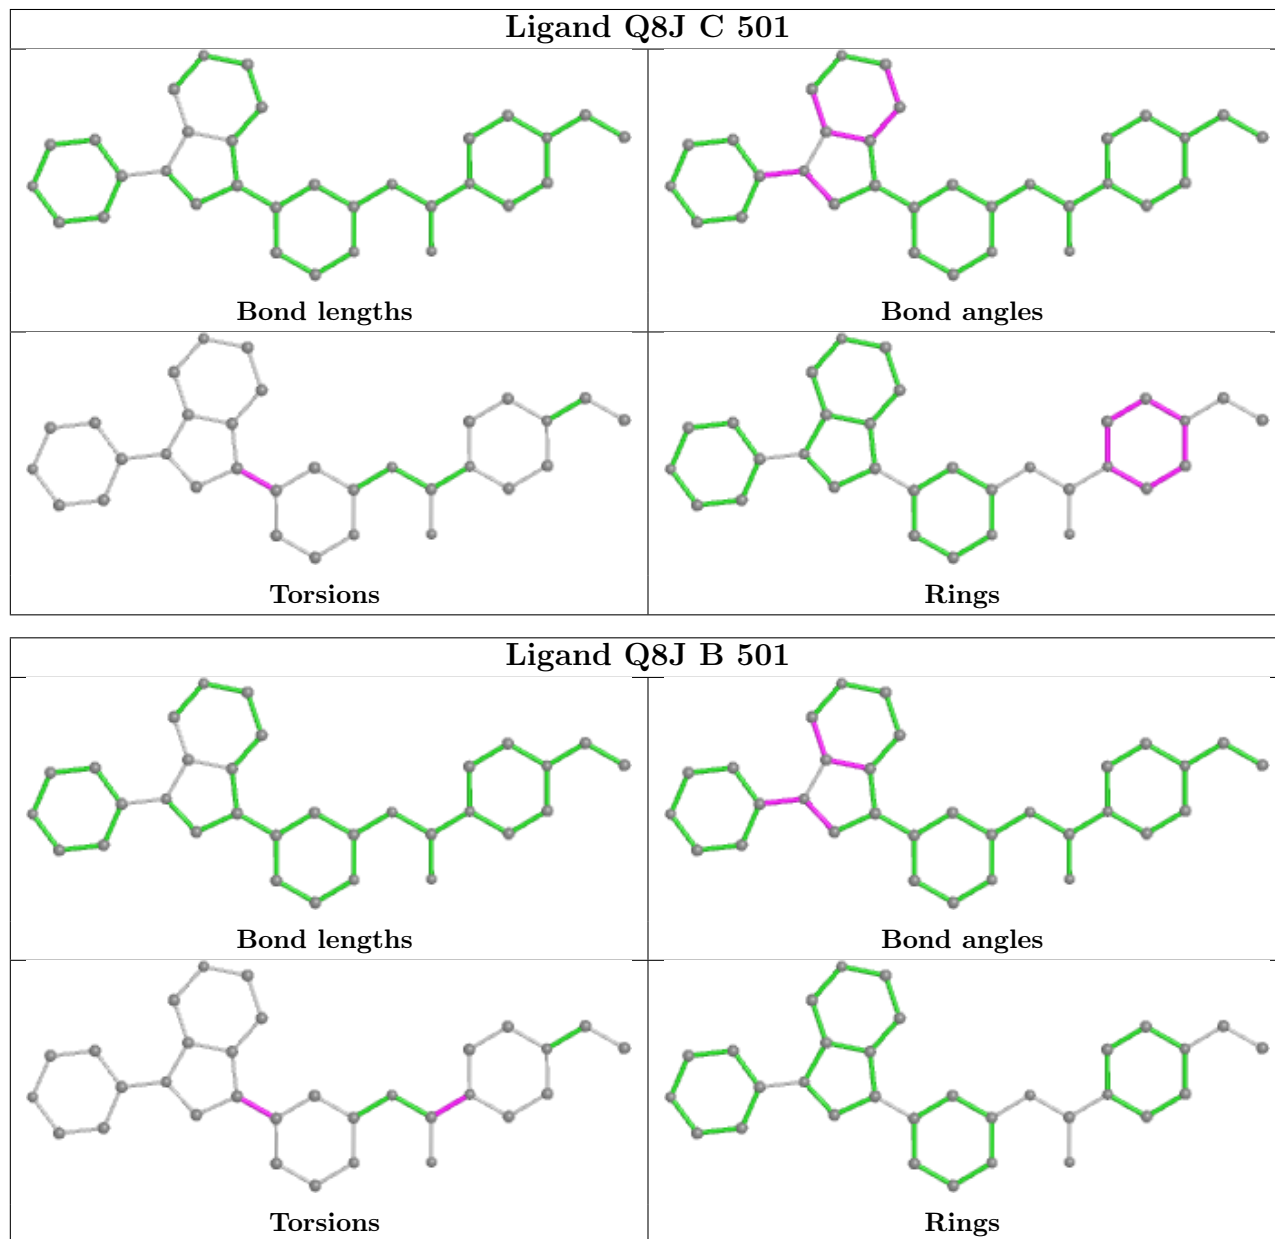 Ligand Q8J C 501
Bond lengths
Bond angles
Torsions
Rings
Ligand Q8J B 501
Bond lengths
Bond angles
Torsions
Rings